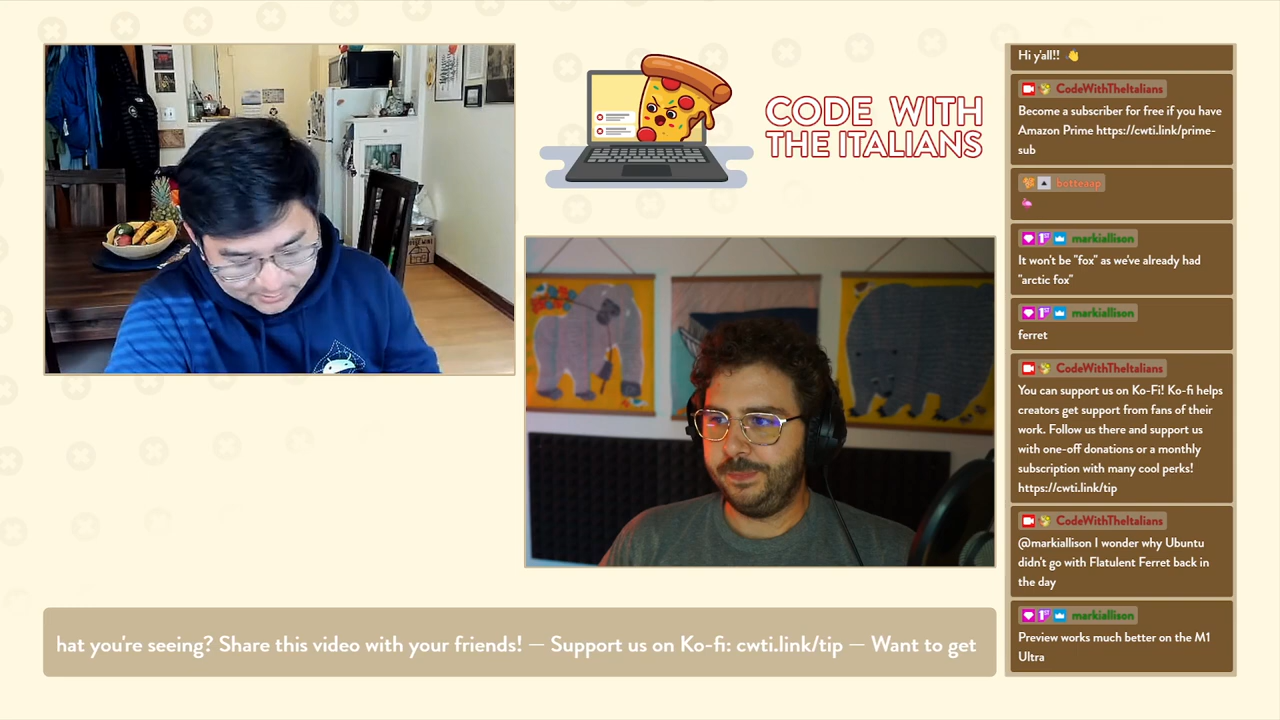 CODE WITH
THE ITALIANS
Hi y'all!! 👋
CodeWithTheItalians
Become a subscriber for free if you have
Amazon Prime https://cwti.link/prime-
sub
botteaap
🦩
markiallison
It won't be "fox" as we've already had
"arctic fox"
markiallison
ferret
CodeWithTheItalians
You can support us on Ko-Fi! Ko-fi helps
creators get support from fans of their
work. Follow us there and support us
with one-off donations or a monthly
subscription with many cool perks!
https://cwti.link/tip
CodeWithTheItalians
@markiallison I wonder why Ubuntu
didn't go with Flatulent Ferret back in
the day
markiallison
Preview works much better on the M1
Ultra
hat you're seeing? Share this video with your friends! — Support us on Ko-fi: cwti.link/tip — Want to get